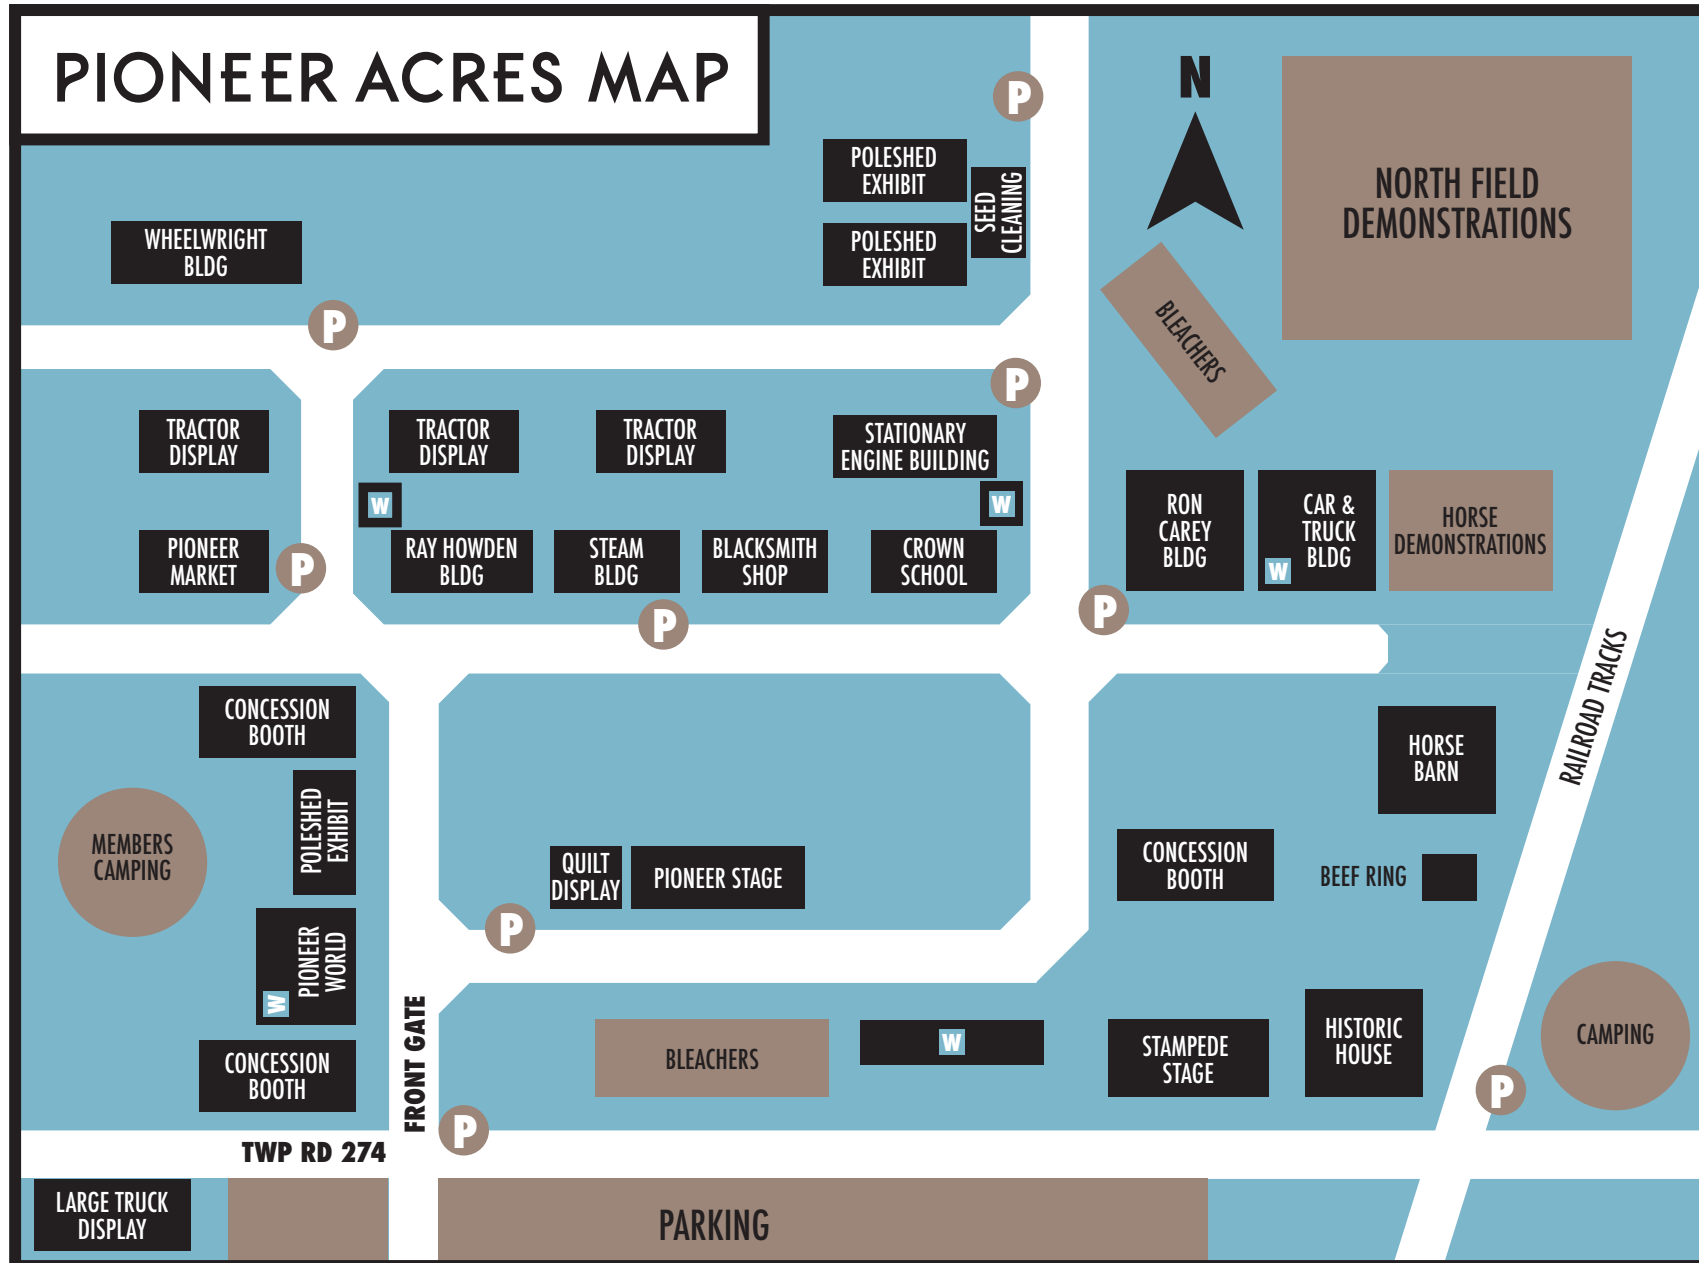 PIONEER ACRES MAP
P
N
POLESHED
EXHIBIT
SEED
CLEANING
POLESHED
EXHIBIT
NORTH FIELD
DEMONSTRATIONS
WHEELWRIGHT
BLDG
P
BLEACHERS
P
TRACTOR
DISPLAY
TRACTOR
DISPLAY
TRACTOR
DISPLAY
STATIONARY
ENGINE BUILDING
W
W
RON
CAREY
BLDG
CAR &
TRUCK
BLDG
W
HORSE
DEMONSTRATIONS
PIONEER
MARKET
P
RAY HOWDEN
BLDG
STEAM
BLDG
BLACKSMITH
SHOP
CROWN
SCHOOL
P
P
RAILROAD TRACKS
CONCESSION
BOOTH
HORSE
BARN
POLESHED
EXHIBIT
MEMBERS
CAMPING
QUILT
DISPLAY
PIONEER STAGE
CONCESSION
BOOTH
BEEF RING
P
PIONEER
WORLD
W
FRONT GATE
CONCESSION
BOOTH
BLEACHERS
W
STAMPEDE
STAGE
HISTORIC
HOUSE
CAMPING
P
P
TWP RD 274
LARGE TRUCK
DISPLAY
PARKING